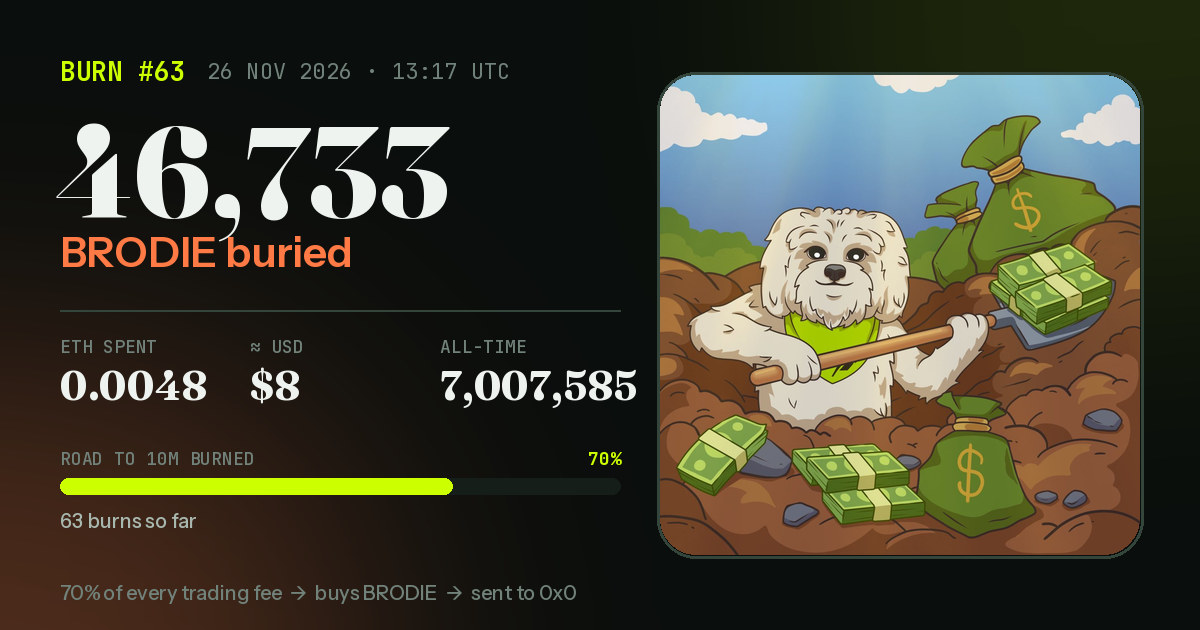 BURN #63 26 NOV 2026 · 13:17 UTC
46,733
BRODIE buried
ETH SPENT ≈ USD ALL-TIME
0.0048 $8 7,007,585
ROAD TO 10M BURNED 70%
63 burns so far
70% of every trading fee → buys BRODIE → sent to 0x0
$
$